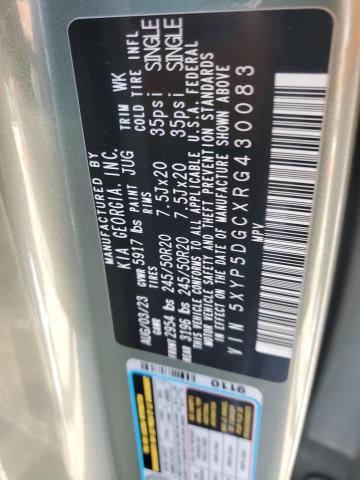 MANUFACTURED BY
KIA GEORGIA, INC.
AUG/03/23 GVWR 5917 lbs PAINT JUG TRIM WK
GAWR TIRES RIMS COLD TIRE INFL
FRONT 2954 lbs 245/50R20 7.5Jx20 35psi SINGLE
REAR 3196 lbs 245/50R20 7.5Jx20 35psi SINGLE
THIS VEHICLE CONFORMS TO ALL APPLICABLE U.S.A. FEDERAL
MOTOR VEHICLE SAFETY, BUMPER, AND THEFT PREVENTION STANDARDS
IN EFFECT ON THE DATE OF MANUFACTURE SHOWN ABOVE
VIN 5XYP5DGCXRG430083
MPV
9110